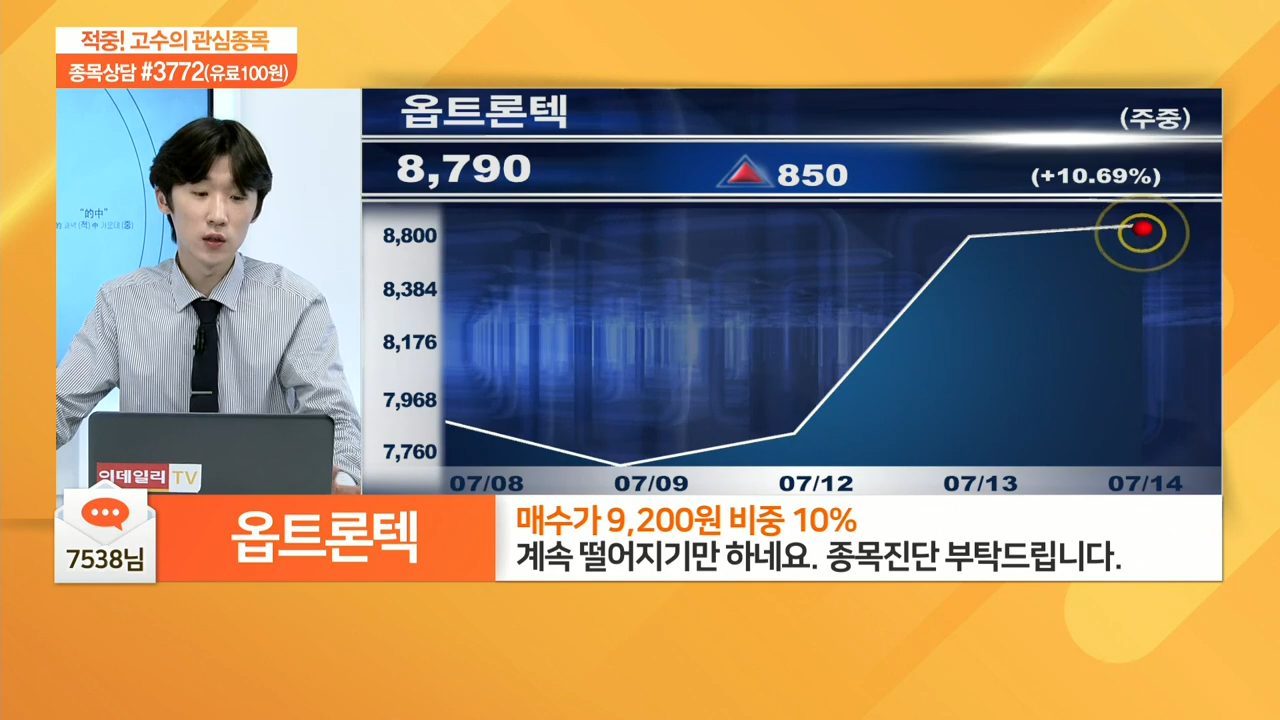 적중! 고수의 관심종목
종목상담 #3772(유료100원)
"的中"
옵트론텍
(주중)
8,790
850
(+10.69%)
8,800
8,384
8,176
7,968
7,760
07/08
07/09
07/12
07/13
07/14
이데일리 TV
7538님
옵트론텍
매수가 9,200원 비중 10%
계속 떨어지기만 하네요. 종목진단 부탁드립니다.